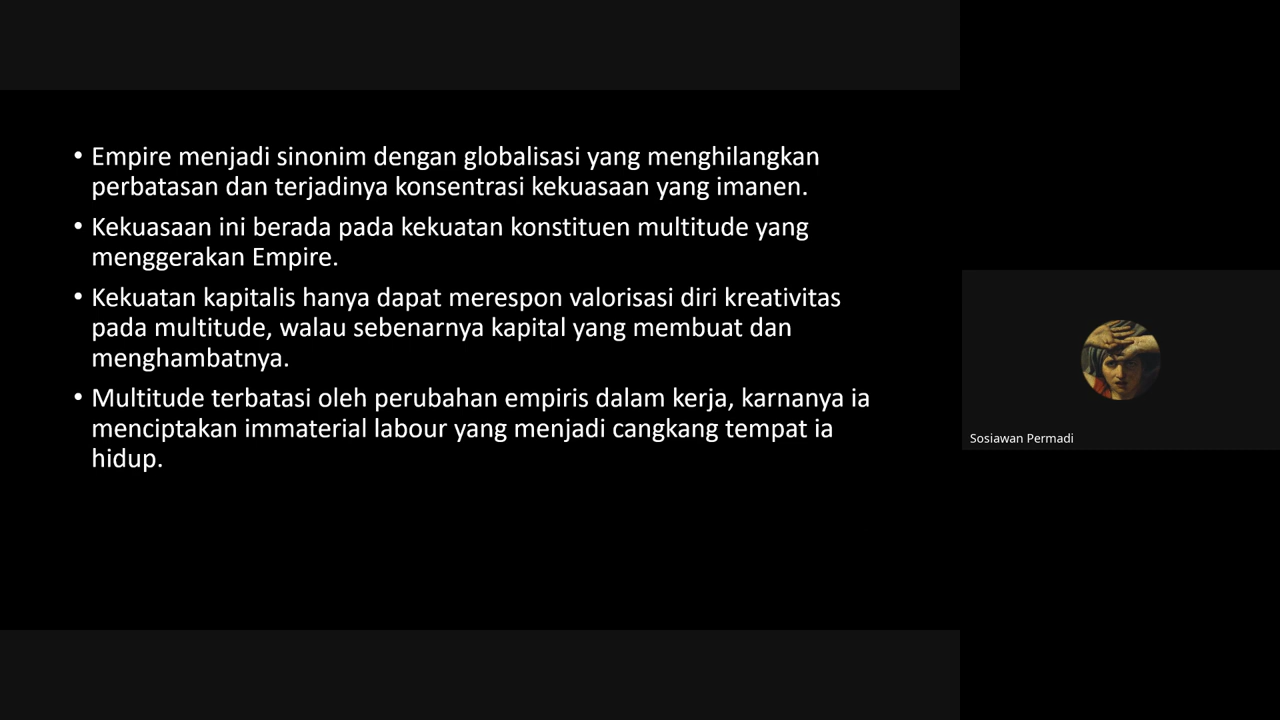 • Empire menjadi sinonim dengan globalisasi yang menghilangkan
perbatasan dan terjadinya konsentrasi kekuasaan yang imanen.
• Kekuasaan ini berada pada kekuatan konstituen multitude yang
menggerakan Empire.
• Kekuatan kapitalis hanya dapat merespon valorisasi diri kreativitas
pada multitude, walau sebenarnya kapital yang membuat dan
menghambatnya.
• Multitude terbatasi oleh perubahan empiris dalam kerja, karnanya ia
menciptakan immaterial labour yang menjadi cangkang tempat ia
hidup.
Sosiawan Permadi